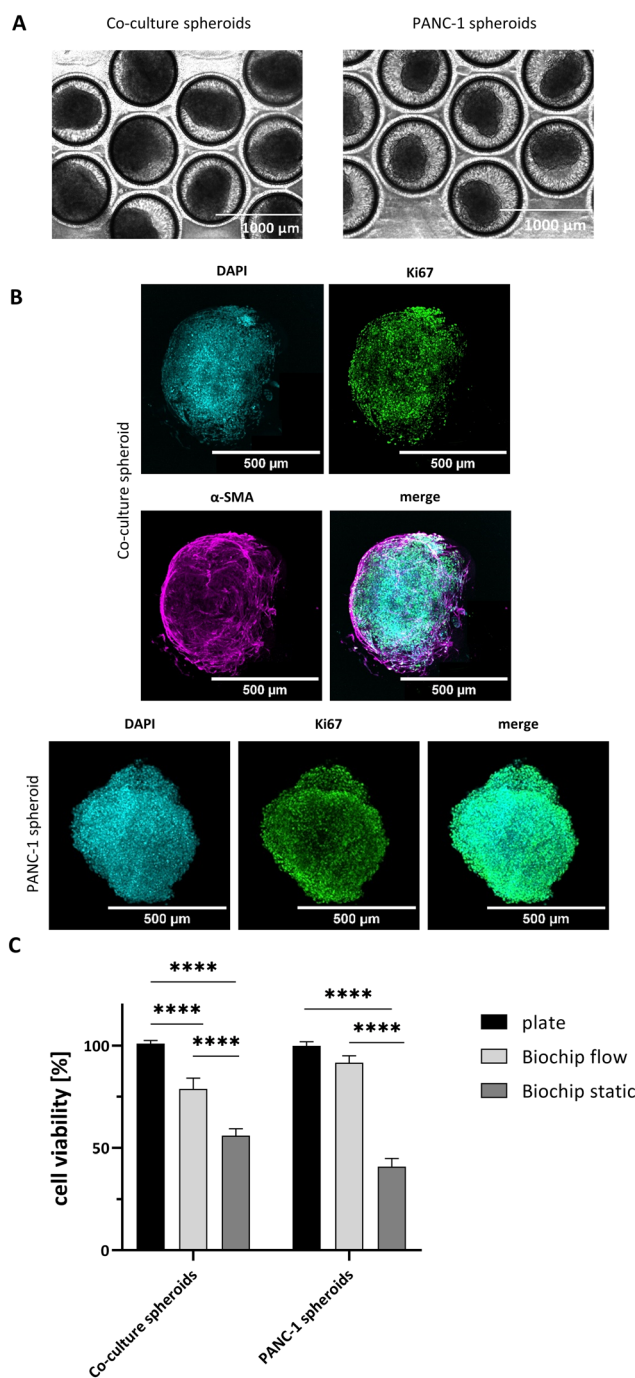 A
Co-culture spheroids
PANC-1 spheroids
1000 µm
1000 µm
B
Co-culture spheroid
DAPI
Ki67
500 µm
500 µm
α-SMA
merge
500 µm
500 µm
PANC-1 spheroid
DAPI
Ki67
merge
500 µm
500 µm
500 µm
C
cell viability [%]
100
50
0
****
****
****
****
****
Co-culture spheroids
PANC-1 spheroids
plate
Biochip flow
Biochip static